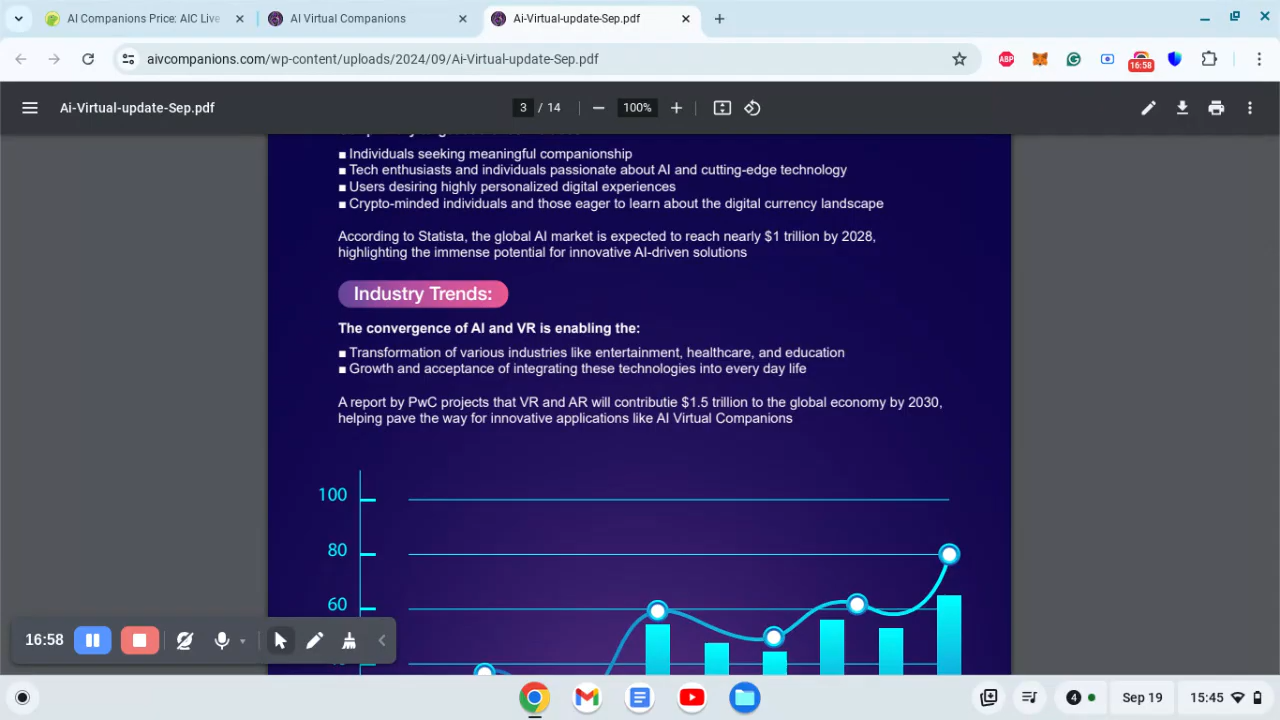 AI Companions Price: AIC Live
AI Virtual Companions
Ai-Virtual-update-Sep.pdf
aivcompanions.com/wp-content/uploads/2024/09/Ai-Virtual-update-Sep.pdf
ABP
16:58
Ai-Virtual-update-Sep.pdf
3 / 14
100%
■ Individuals seeking meaningful companionship
■ Tech enthusiasts and individuals passionate about AI and cutting-edge technology
■ Users desiring highly personalized digital experiences
■ Crypto-minded individuals and those eager to learn about the digital currency landscape
According to Statista, the global AI market is expected to reach nearly $1 trillion by 2028,
highlighting the immense potential for innovative AI-driven solutions
Industry Trends:
The convergence of AI and VR is enabling the:
■ Transformation of various industries like entertainment, healthcare, and education
■ Growth and acceptance of integrating these technologies into every day life
A report by PwC projects that VR and AR will contributie $1.5 trillion to the global economy by 2030,
helping pave the way for innovative applications like AI Virtual Companions
100
80
60
16:58
4
Sep 19
15:45